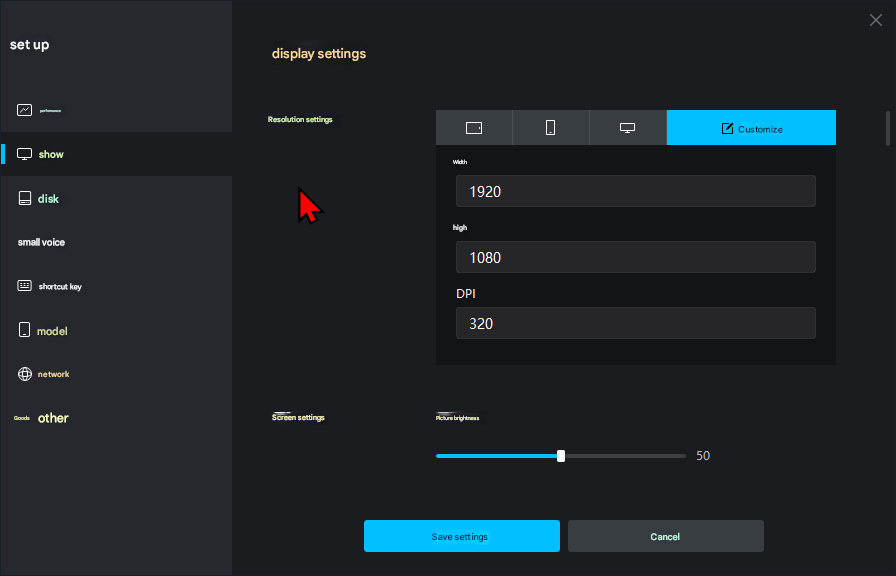 set up
performance
show
disk
small voice
shortcut key
model
network
Goods other
display settings
Resolution settings
Customize
Width
1920
high
1080
DPI
320
Screen settings
Picture brightness
50
Save settings
Cancel